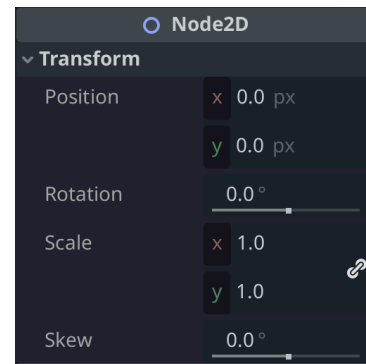 Node2D
Transform
Position x 0.0 px
y 0.0 px
Rotation 0.0 °
Scale x 1.0
y 1.0
Skew 0.0 °